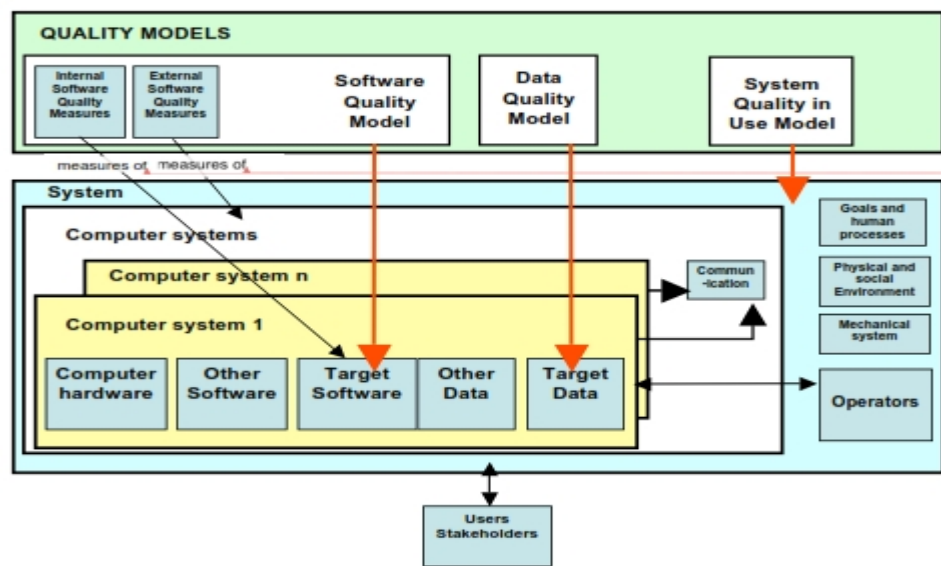 QUALITY MODELS
Internal
Software
Quality
Measures
External
Software
Quality
Measures
Software
Quality
Model
Data
Quality
Model
System
Quality in
Use Model
measures of
measures of
System
Computer systems
Computer system n
Computer system 1
Computer
hardware
Other
Software
Target
Software
Other
Data
Target
Data
Commun
-ication
Goals and
human
processes
Physical and
social
Environment
Mechanical
system
Operators
Users
Stakeholders